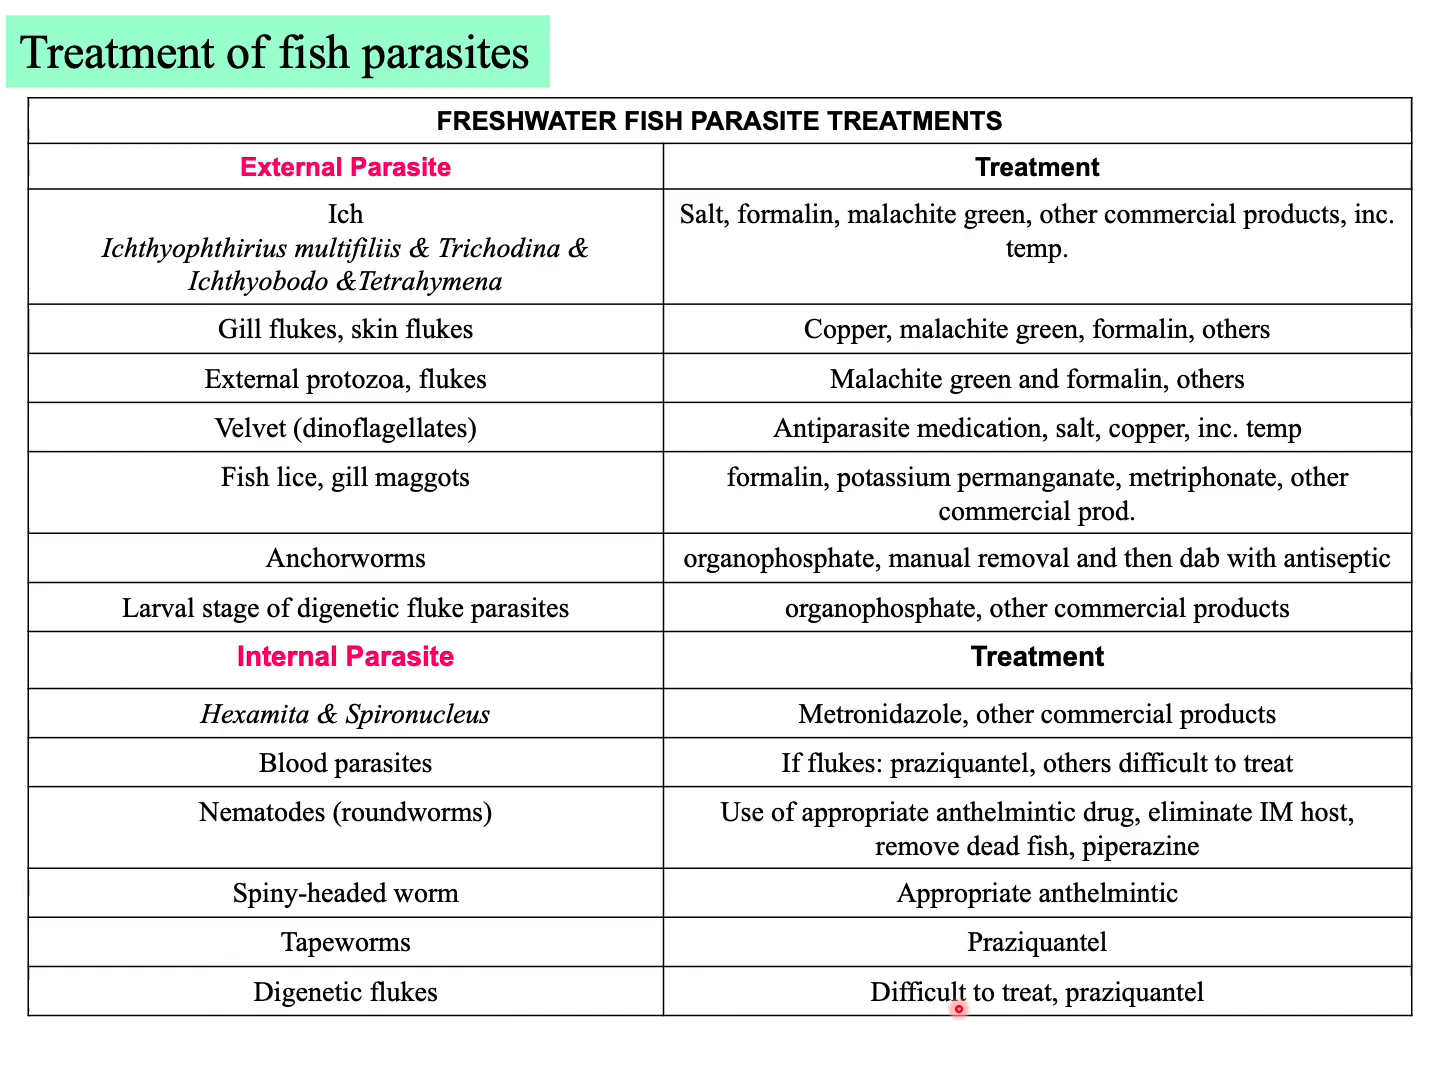 Treatment of fish parasites
FRESHWATER FISH PARASITE TREATMENTS
External Parasite
Treatment
Ich
Ichthyophthirius multifiliis & Trichodina &
Ichthyobodo &Tetrahymena
Salt, formalin, malachite green, other commercial products, inc.
temp.
Gill flukes, skin flukes
Copper, malachite green, formalin, others
External protozoa, flukes
Malachite green and formalin, others
Velvet (dinoflagellates)
Antiparasite medication, salt, copper, inc. temp
Fish lice, gill maggots
formalin, potassium permanganate, metriphonate, other
commercial prod.
Anchorworms
organophosphate, manual removal and then dab with antiseptic
Larval stage of digenetic fluke parasites
organophosphate, other commercial products
Internal Parasite
Treatment
Hexamita & Spironucleus
Metronidazole, other commercial products
Blood parasites
If flukes: praziquantel, others difficult to treat
Nematodes (roundworms)
Use of appropriate anthelmintic drug, eliminate IM host,
remove dead fish, piperazine
Spiny-headed worm
Appropriate anthelmintic
Tapeworms
Praziquantel
Digenetic flukes
Difficult to treat, praziquantel